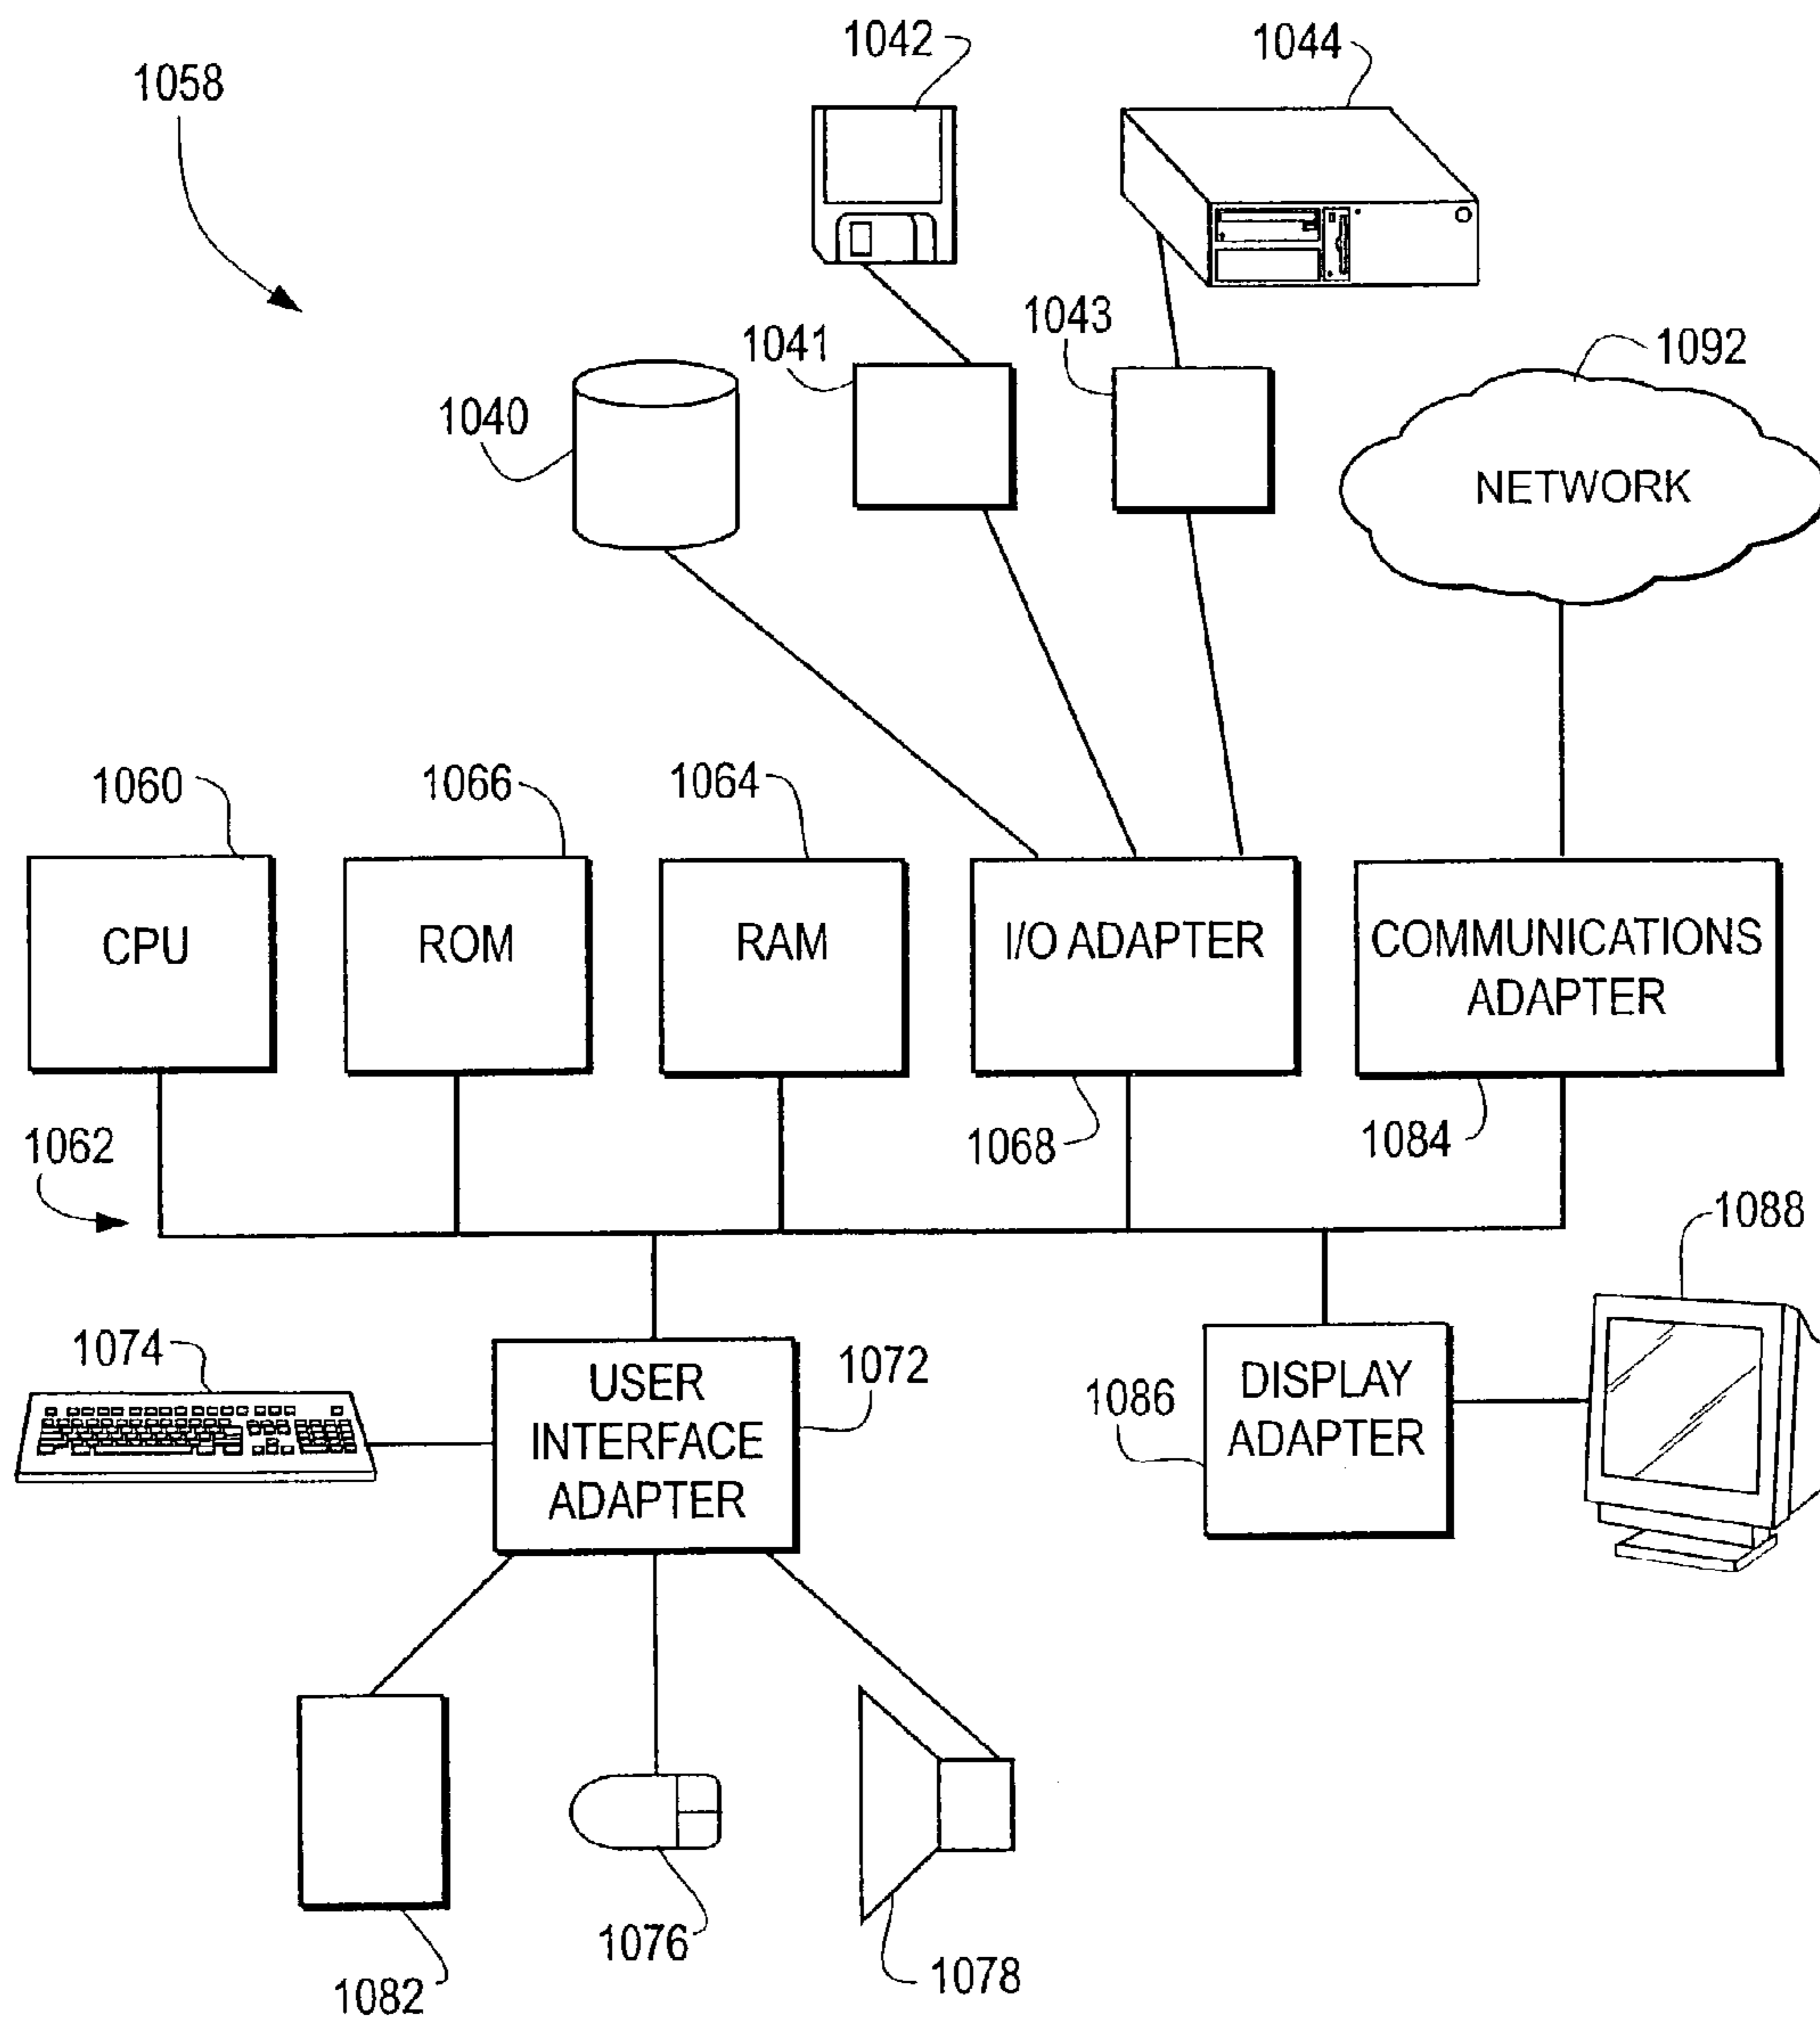 1042
1044
1058
1043
1041
1092
1040
NETWORK
1060
1066
1064
CPU
ROM
RAM
I/O ADAPTER
COMMUNICATIONS
ADAPTER
1062
1068
1084
1088
1074
USER
INTERFACE
ADAPTER
1072
1086
DISPLAY
ADAPTER
1076
1078
1082